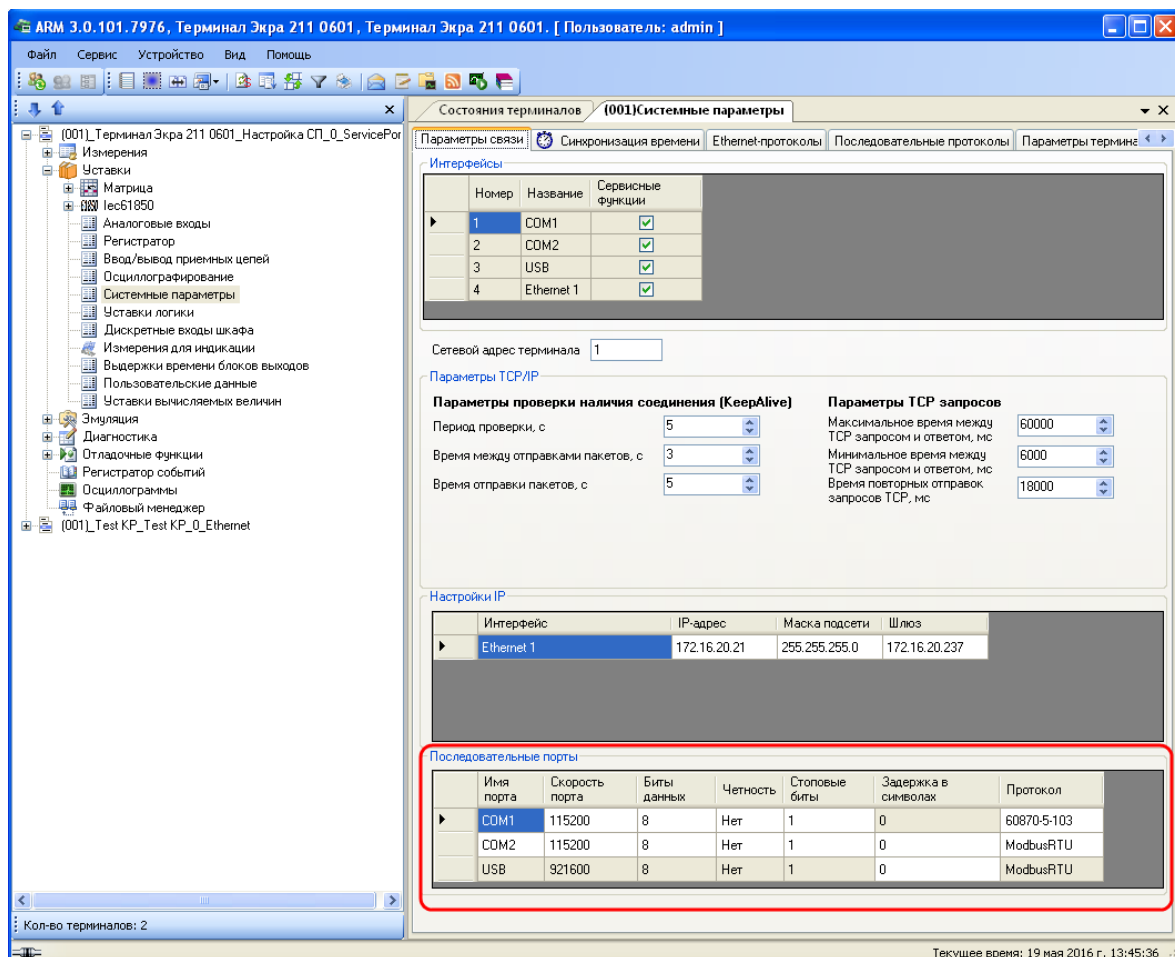 ARM 3.0.101.7976, Терминал Экра 211 0601, Терминал Экра 211 0601. [ Пользователь: admin ]
Файл Сервис Устройство Вид Помощь
(001)_Терминал Экра 211 0601_Настройка СП_0_ServicePor
Измерения
Уставки
Матрица
Iec61850
Аналоговые входы
Регистратор
Ввод/вывод приемных цепей
Осциллографирование
Системные параметры
Уставки логики
Дискретные входы шкафа
Измерения для индикации
Выдержки времени блоков выходов
Пользовательские данные
Уставки вычисляемых величин
Эмуляция
Диагностика
Отладочные функции
Регистратор событий
Осциллограммы
Файловый менеджер
(001)_Test КР_Test КР_0_Ethernet
Кол-во терминалов: 2
Состояния терминалов (001)Системные параметры
Параметры связи Синхронизация времени Ethernet-протоколы Последовательные протоколы Параметры термина
Интерфейсы
Номер Название Сервисные функции
1 COM1
2 COM2
3 USB
4 Ethernet 1
Сетевой адрес терминала 1
Параметры TCP/IP
Параметры проверки наличия соединения (KeepAlive)
Период проверки, с 5
Время между отправками пакетов, с 3
Время отправки пакетов, с 5
Параметры TCP запросов
Максимальное время между
TCP запросом и ответом, мс 60000
Минимальное время между
TCP запросом и ответом, мс 6000
Время повторных отправок
запросов TCP, мс 18000
Настройки IP
Интерфейс IP-адрес Маска подсети Шлюз
Ethernet 1 172.16.20.21 255.255.255.0 172.16.20.237
Последовательные порты
Имя порта Скорость порта Биты данных Четность Стоповые биты Задержка в символах Протокол
COM1 115200 8 Нет 1 0 60870-5-103
COM2 115200 8 Нет 1 0 ModbusRTU
USB 921600 8 Нет 1 0 ModbusRTU
Текущее время: 19 мая 2016 г. 13:45:36